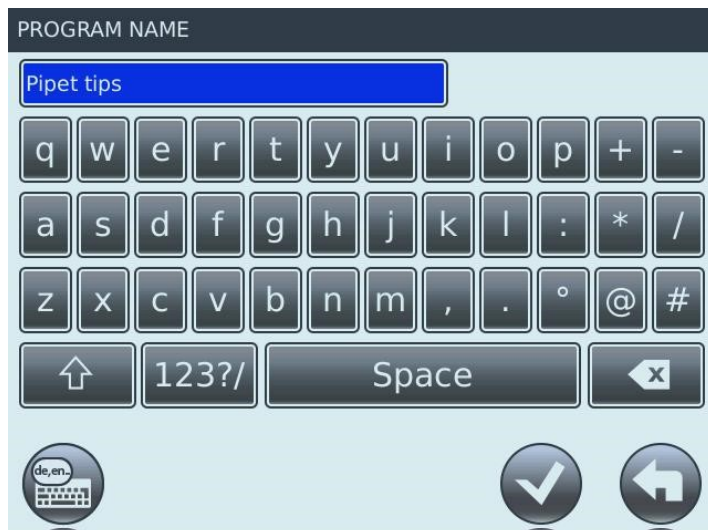 PROGRAM NAME
Pipet tips
q w e r t y u i o p + -
a s d f g h j k l : * /
z x c v b n m , . ° @ #
123?/ Space x
de,en..